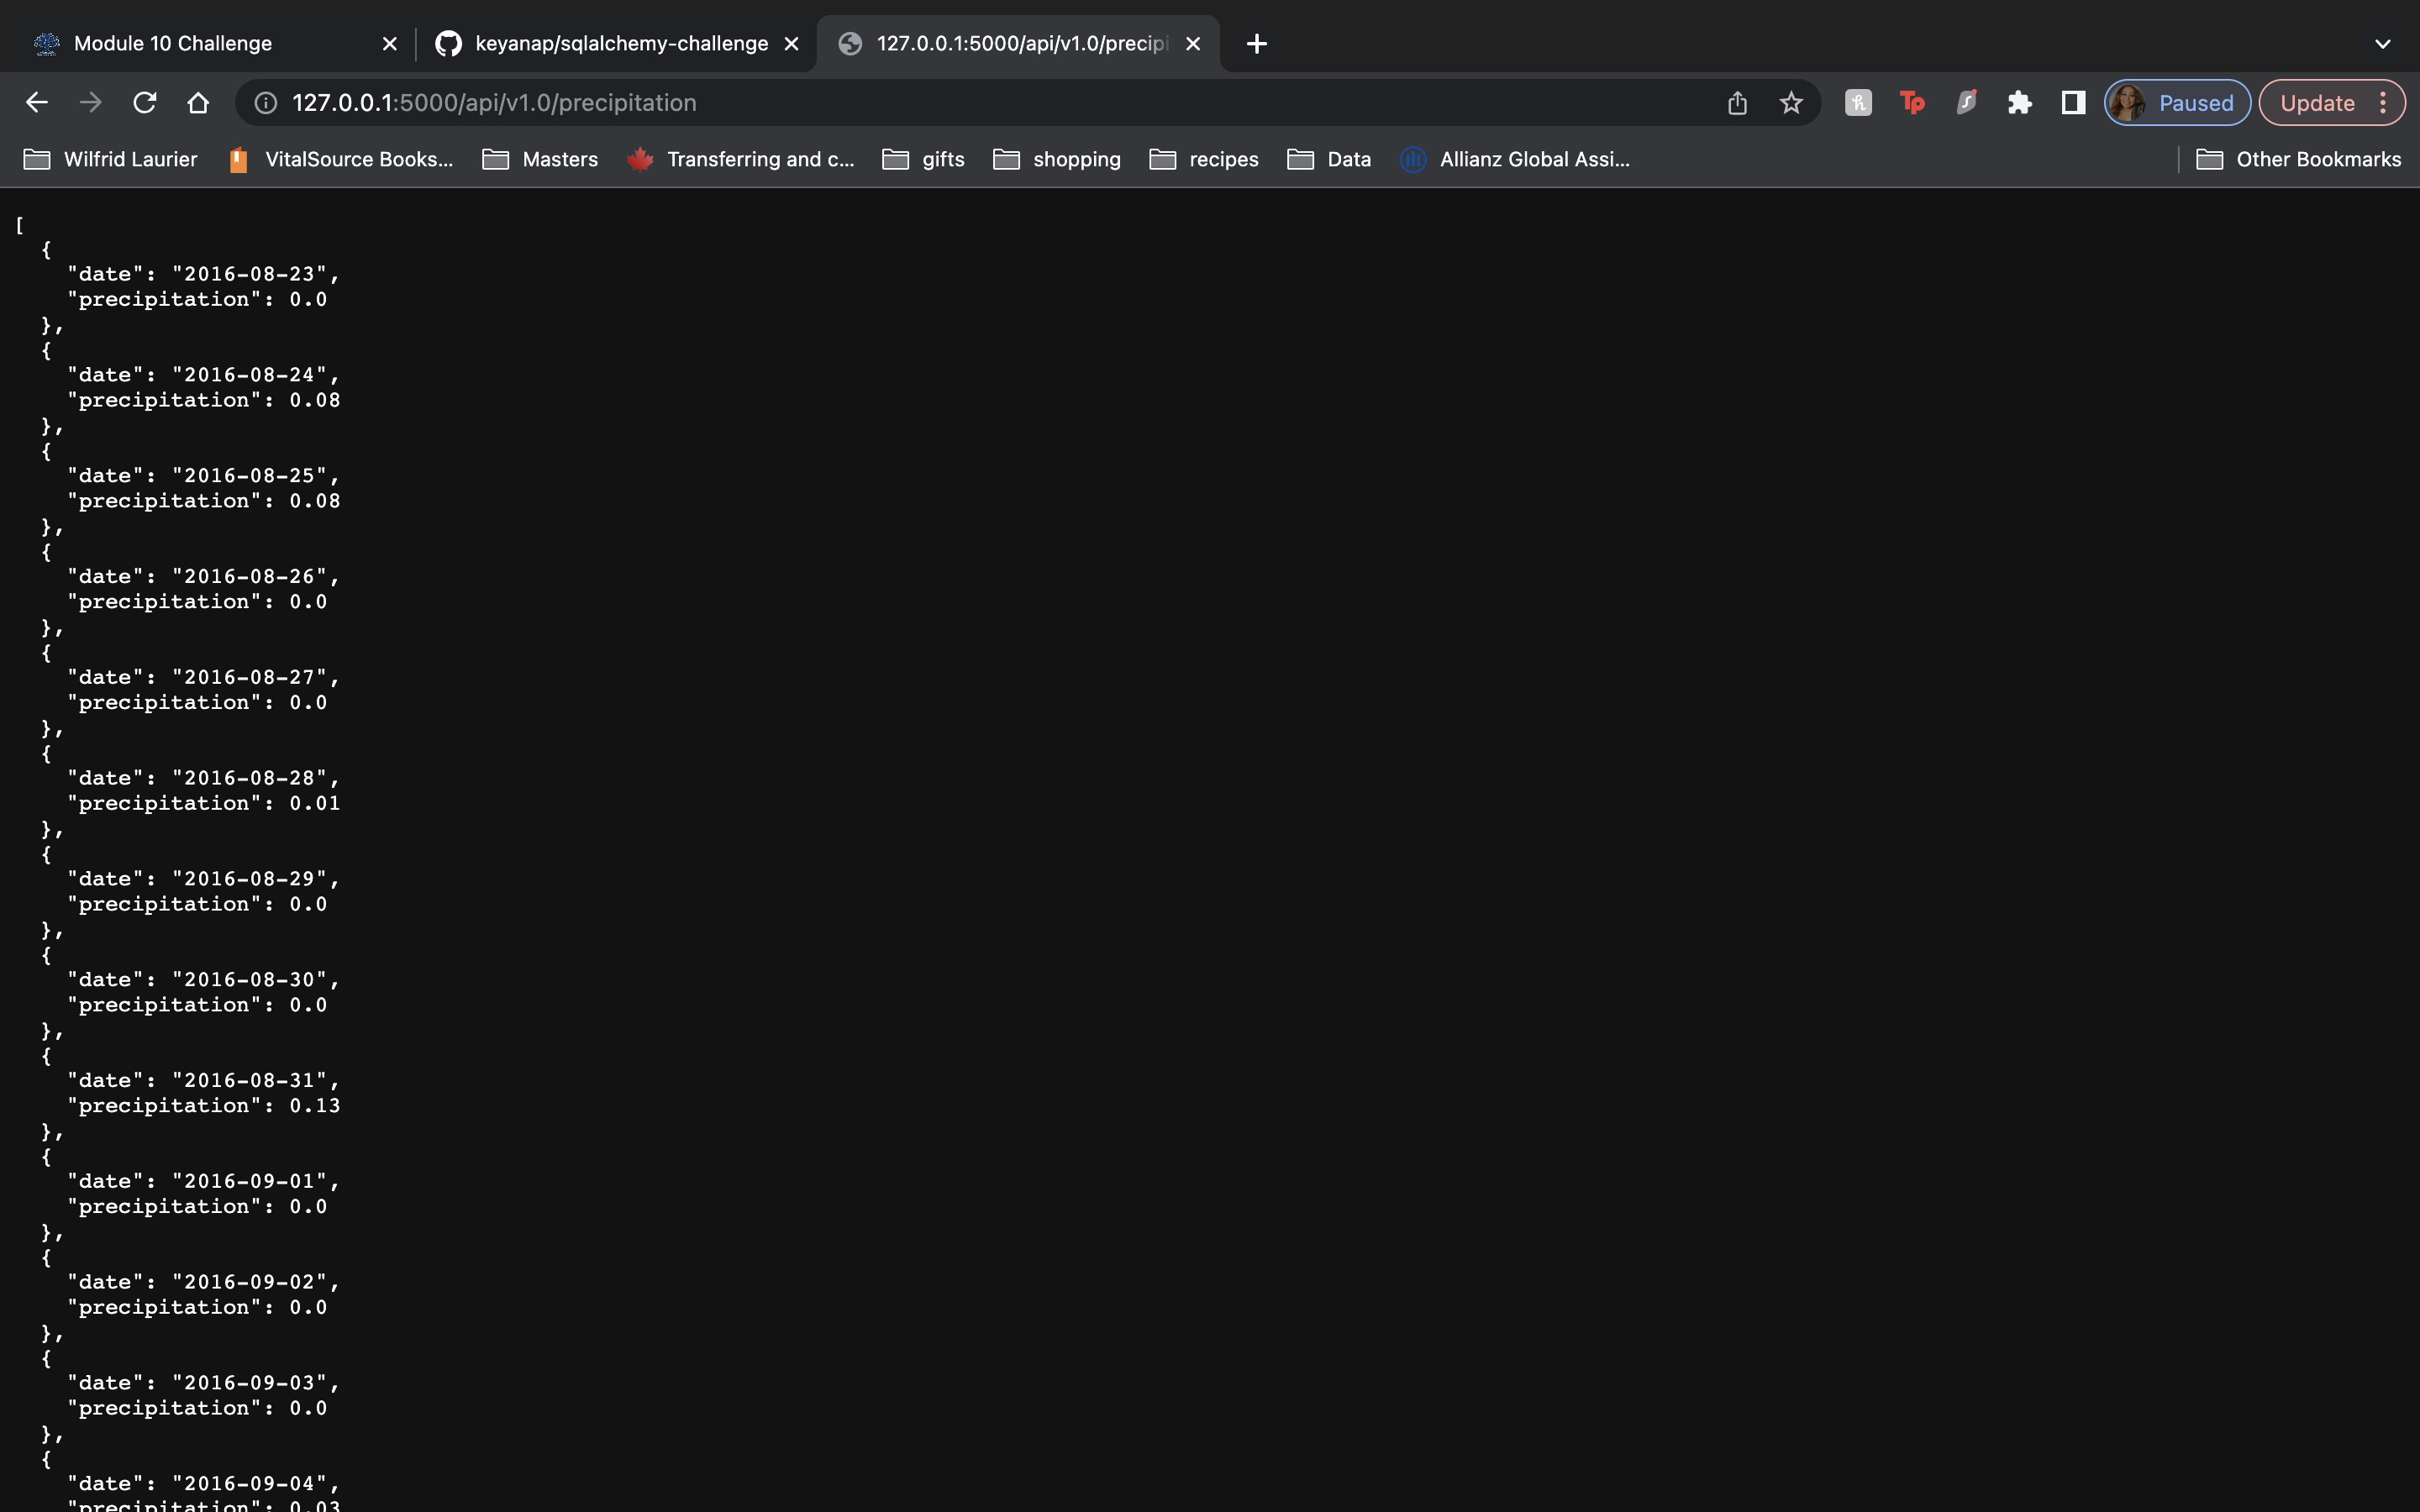 Module 10 Challenge
keyanap/sqlalchemy-challenge
127.0.0.1:5000/api/v1.0/precipi
127.0.0.1:5000/api/v1.0/precipitation
Tp
Paused
Update
Wilfrid Laurier
VitalSource Books...
Masters
Transferring and c...
gifts
shopping
recipes
Data
Allianz Global Assi...
Other Bookmarks
[
{
"date": "2016-08-23",
"precipitation": 0.0
},
{
"date": "2016-08-24",
"precipitation": 0.08
},
{
"date": "2016-08-25",
"precipitation": 0.08
},
{
"date": "2016-08-26",
"precipitation": 0.0
},
{
"date": "2016-08-27",
"precipitation": 0.0
},
{
"date": "2016-08-28",
"precipitation": 0.01
},
{
"date": "2016-08-29",
"precipitation": 0.0
},
{
"date": "2016-08-30",
"precipitation": 0.0
},
{
"date": "2016-08-31",
"precipitation": 0.13
},
{
"date": "2016-09-01",
"precipitation": 0.0
},
{
"date": "2016-09-02",
"precipitation": 0.0
},
{
"date": "2016-09-03",
"precipitation": 0.0
},
{
"date": "2016-09-04",
"precipitation": 0.03